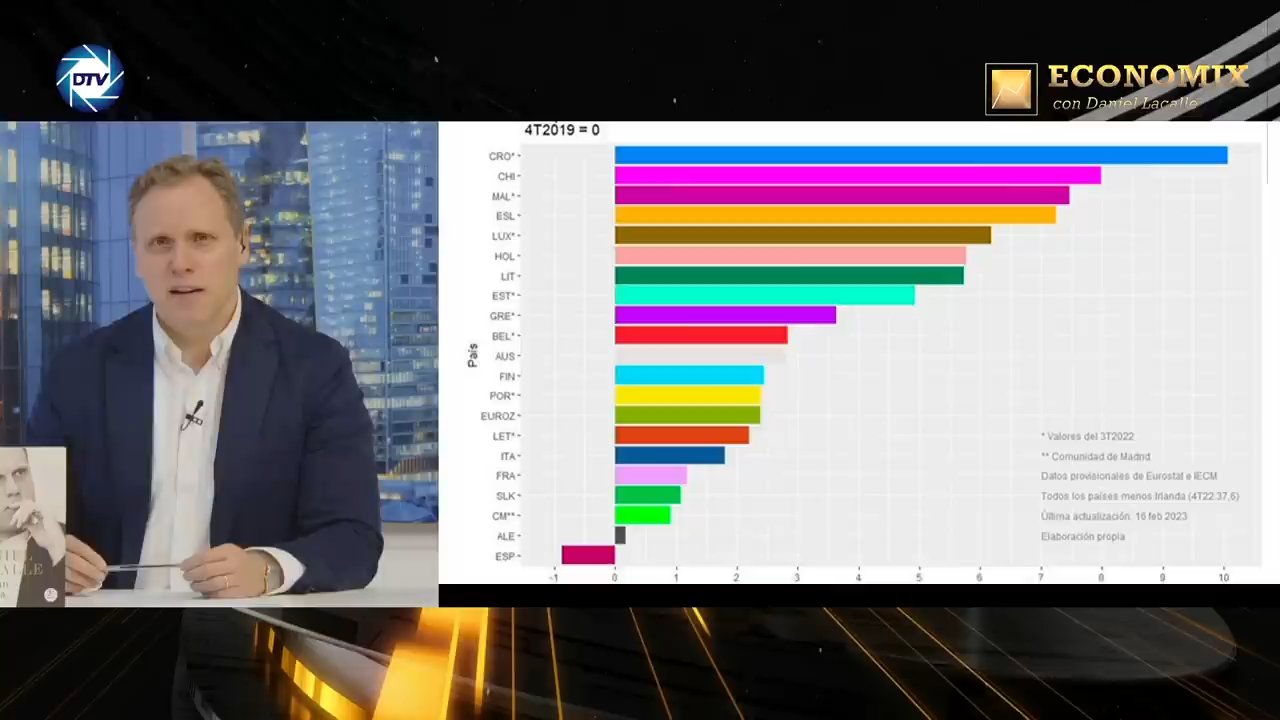 DTV
ECONOMIX
con Daniel Lacalle
4T2019 = 0
País
CRO*
CHI
MAL*
ESL
LUX*
HOL
LIT
EST*
GRE*
BEL*
AUS
FIN
POR*
EUROZ
LET*
ITA
FRA
SLK
CM**
ALE
ESP
-1 0 1 2 3 4 5 6 7 8 9 10
* Valores del 3T2022
** Comunidad de Madrid
Datos provisionales de Eurostat e IECM
Todos los países menos Irlanda (4T22:37,6)
Última actualización: 16 feb 2023
Elaboración propia